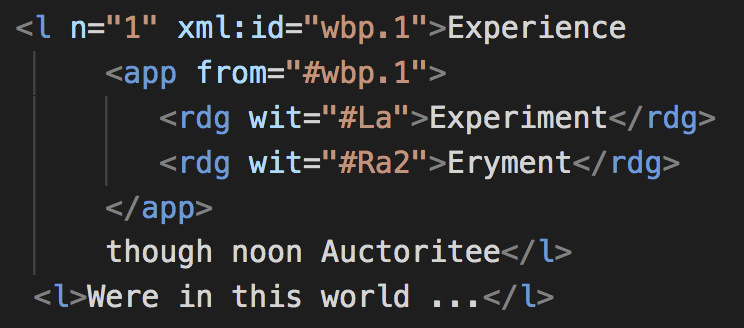 <l n="1" xml:id="wbp.1">Experience
<app from="#wbp.1">
<rdg wit="#La">Experiment</rdg>
<rdg wit="#Ra2">Eryment</rdg>
</app>
though noon Auctoritee</l>
<l>Were in this world ...</l>